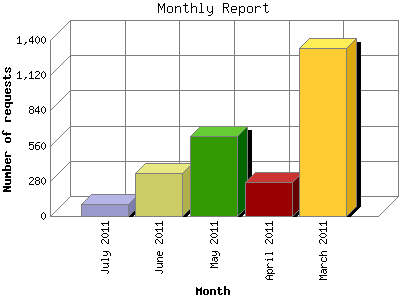 Monthly Report
Number of requests
1,400
1,120
840
560
280
0
July 2011
June 2011
May 2011
April 2011
March 2011
Month